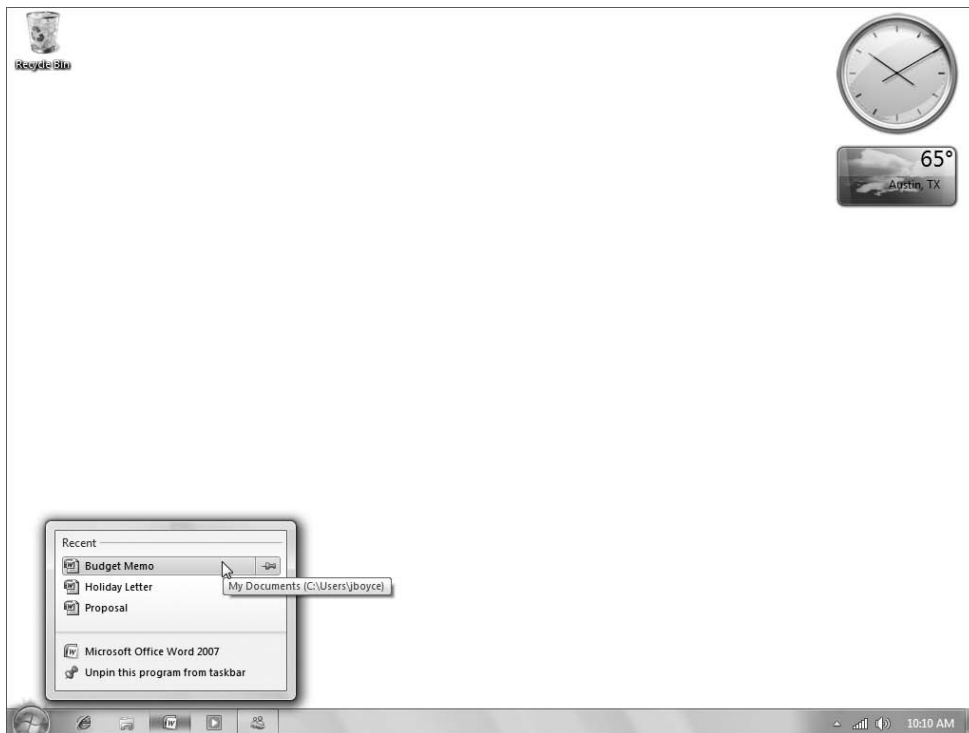 Recycle Bin
65°
Austin, TX
Recent
Budget Memo
Holiday Letter
My Documents (C:\Users\jboyce)
Proposal
Microsoft Office Word 2007
Unpin this program from taskbar
10:10 AM